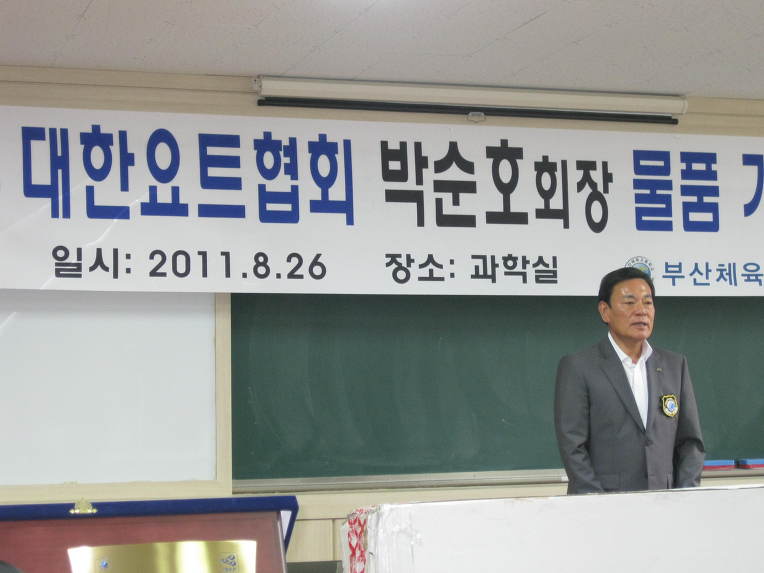 대한요트협회 박순호회장 물품
일시: 2011.8.26 장소: 과학실 부산체육